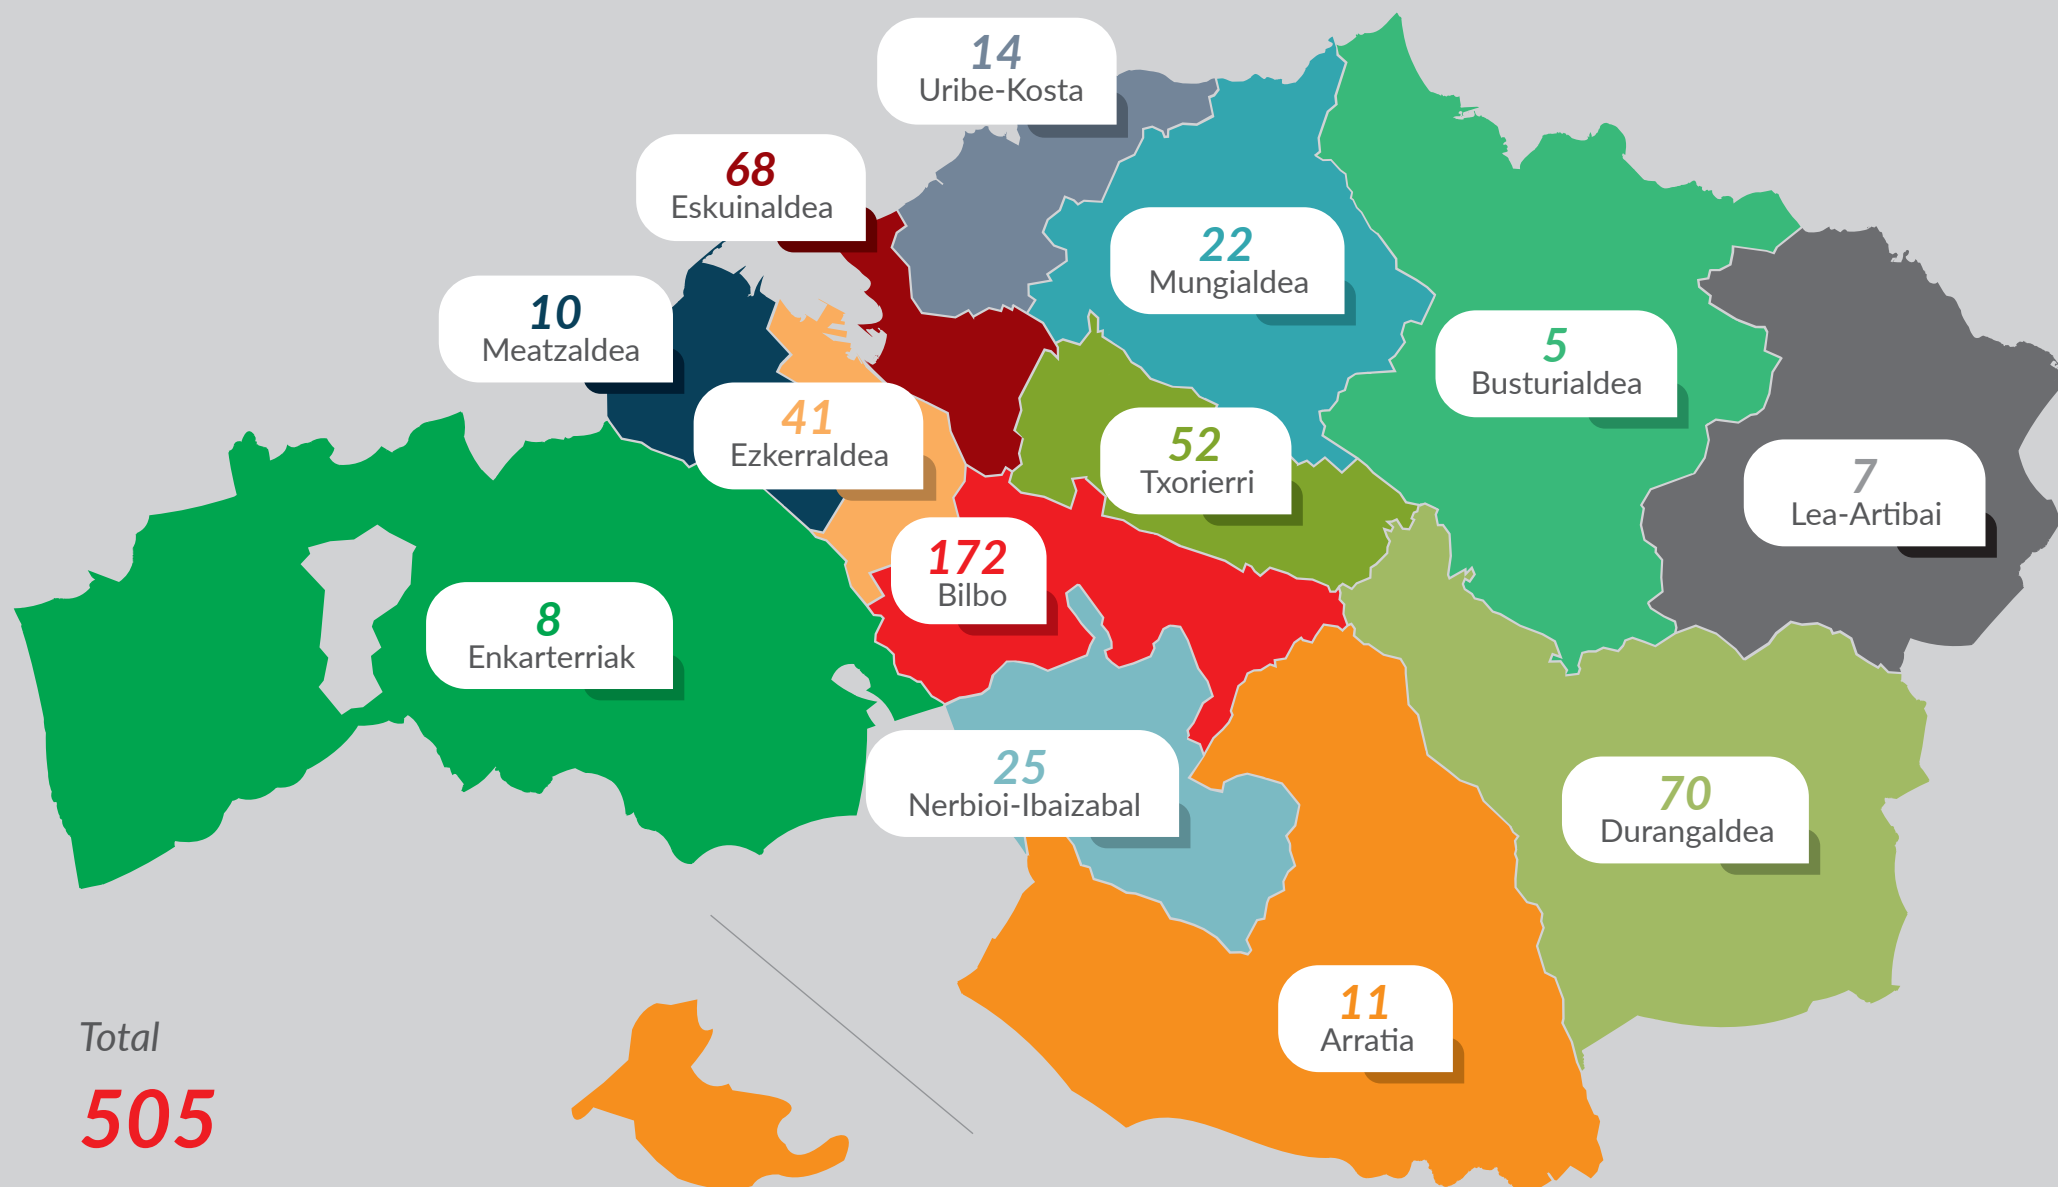 14
Uribe-Kosta
68
Eskuinaldea
22
Mungialdea
10
Meatzaldea
5
Busturialdea
41
Ezkerraldea
52
Txorierri
7
Lea-Artibai
172
Bilbo
8
Enkarterriak
25
Nerbioi-Ibaizabal
70
Durangaldea
11
Arratia
Total
505